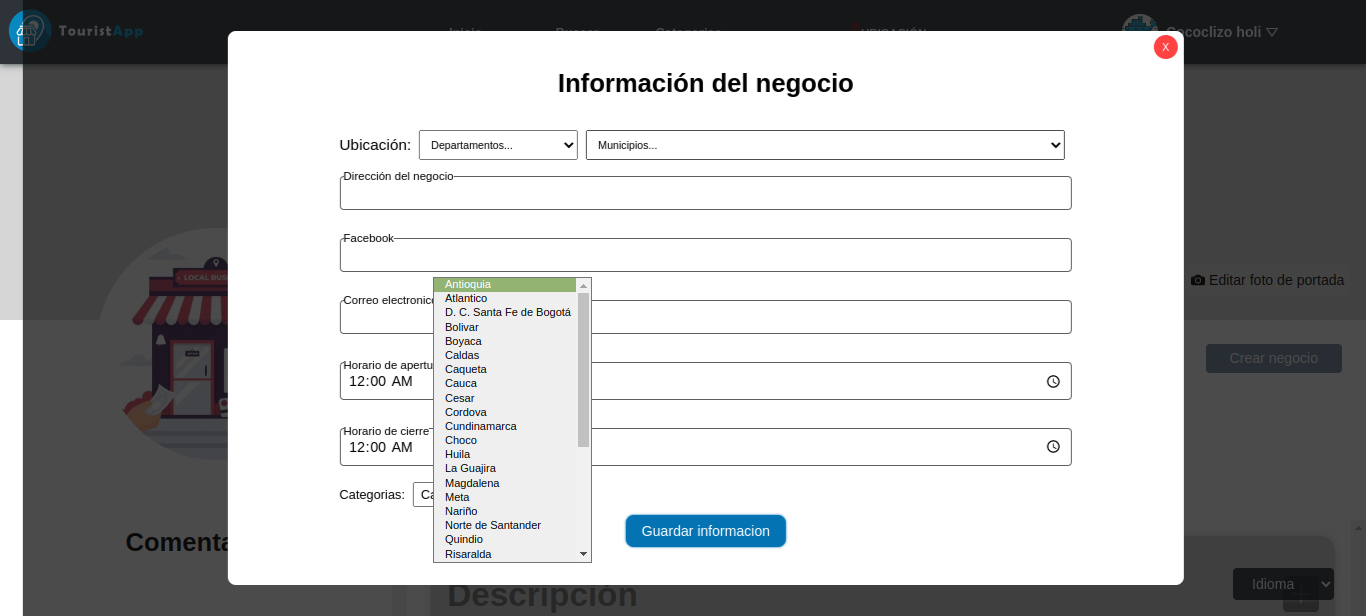 TouristApp
Inicio
Buscar
Categorias
UBICACIÓN
Cococlizo holi
X
Información del negocio
Ubicación:
Departamentos...
Municipios...
Dirección del negocio
Facebook
Correo electronico
Horario de apertu
12:00 AM
Horario de cierre
12:00 AM
Categorias:
Ca
Antioquia
Atlantico
D. C. Santa Fe de Bogotá
Bolivar
Boyaca
Caldas
Caqueta
Cauca
Cesar
Cordova
Cundinamarca
Choco
Huila
La Guajira
Magdalena
Meta
Nariño
Norte de Santander
Quindio
Risaralda
Guardar informacion
LOCAL BUS
Editar foto de portada
Crear negocio
Comenta
Descripción
Idioma